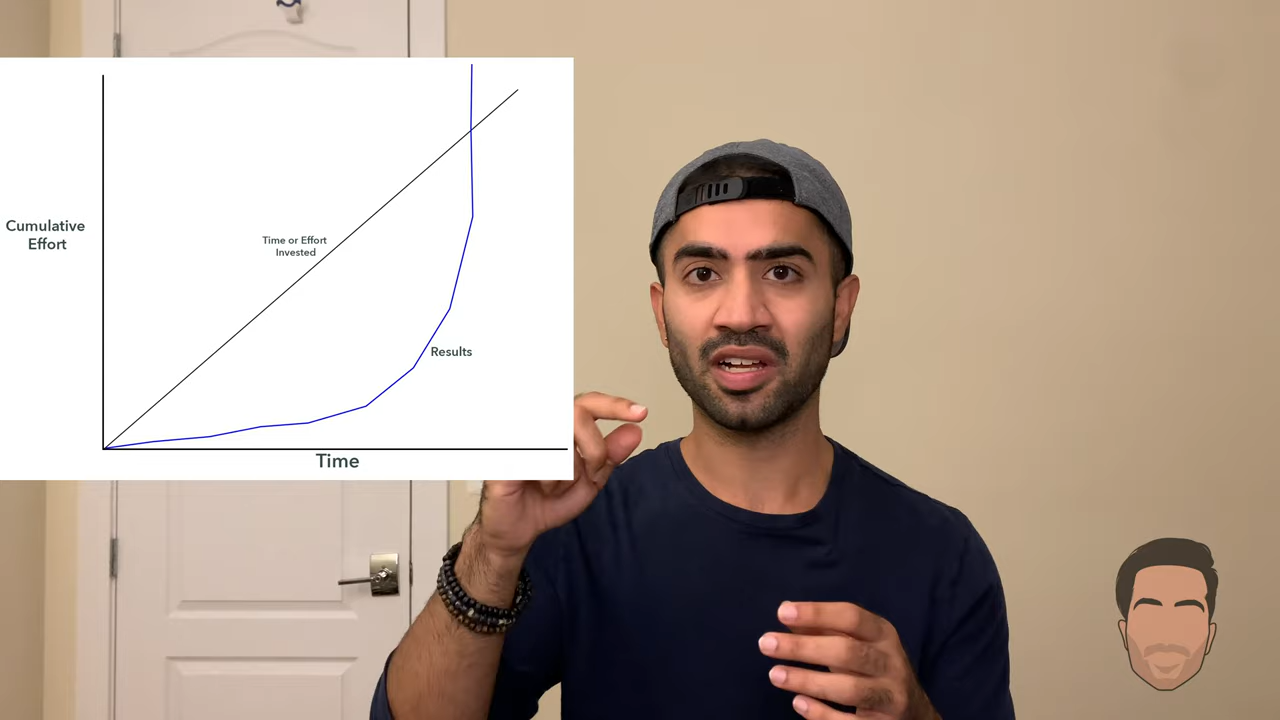 Cumulative
Effort
Time or Effort
Invested
Results
Time